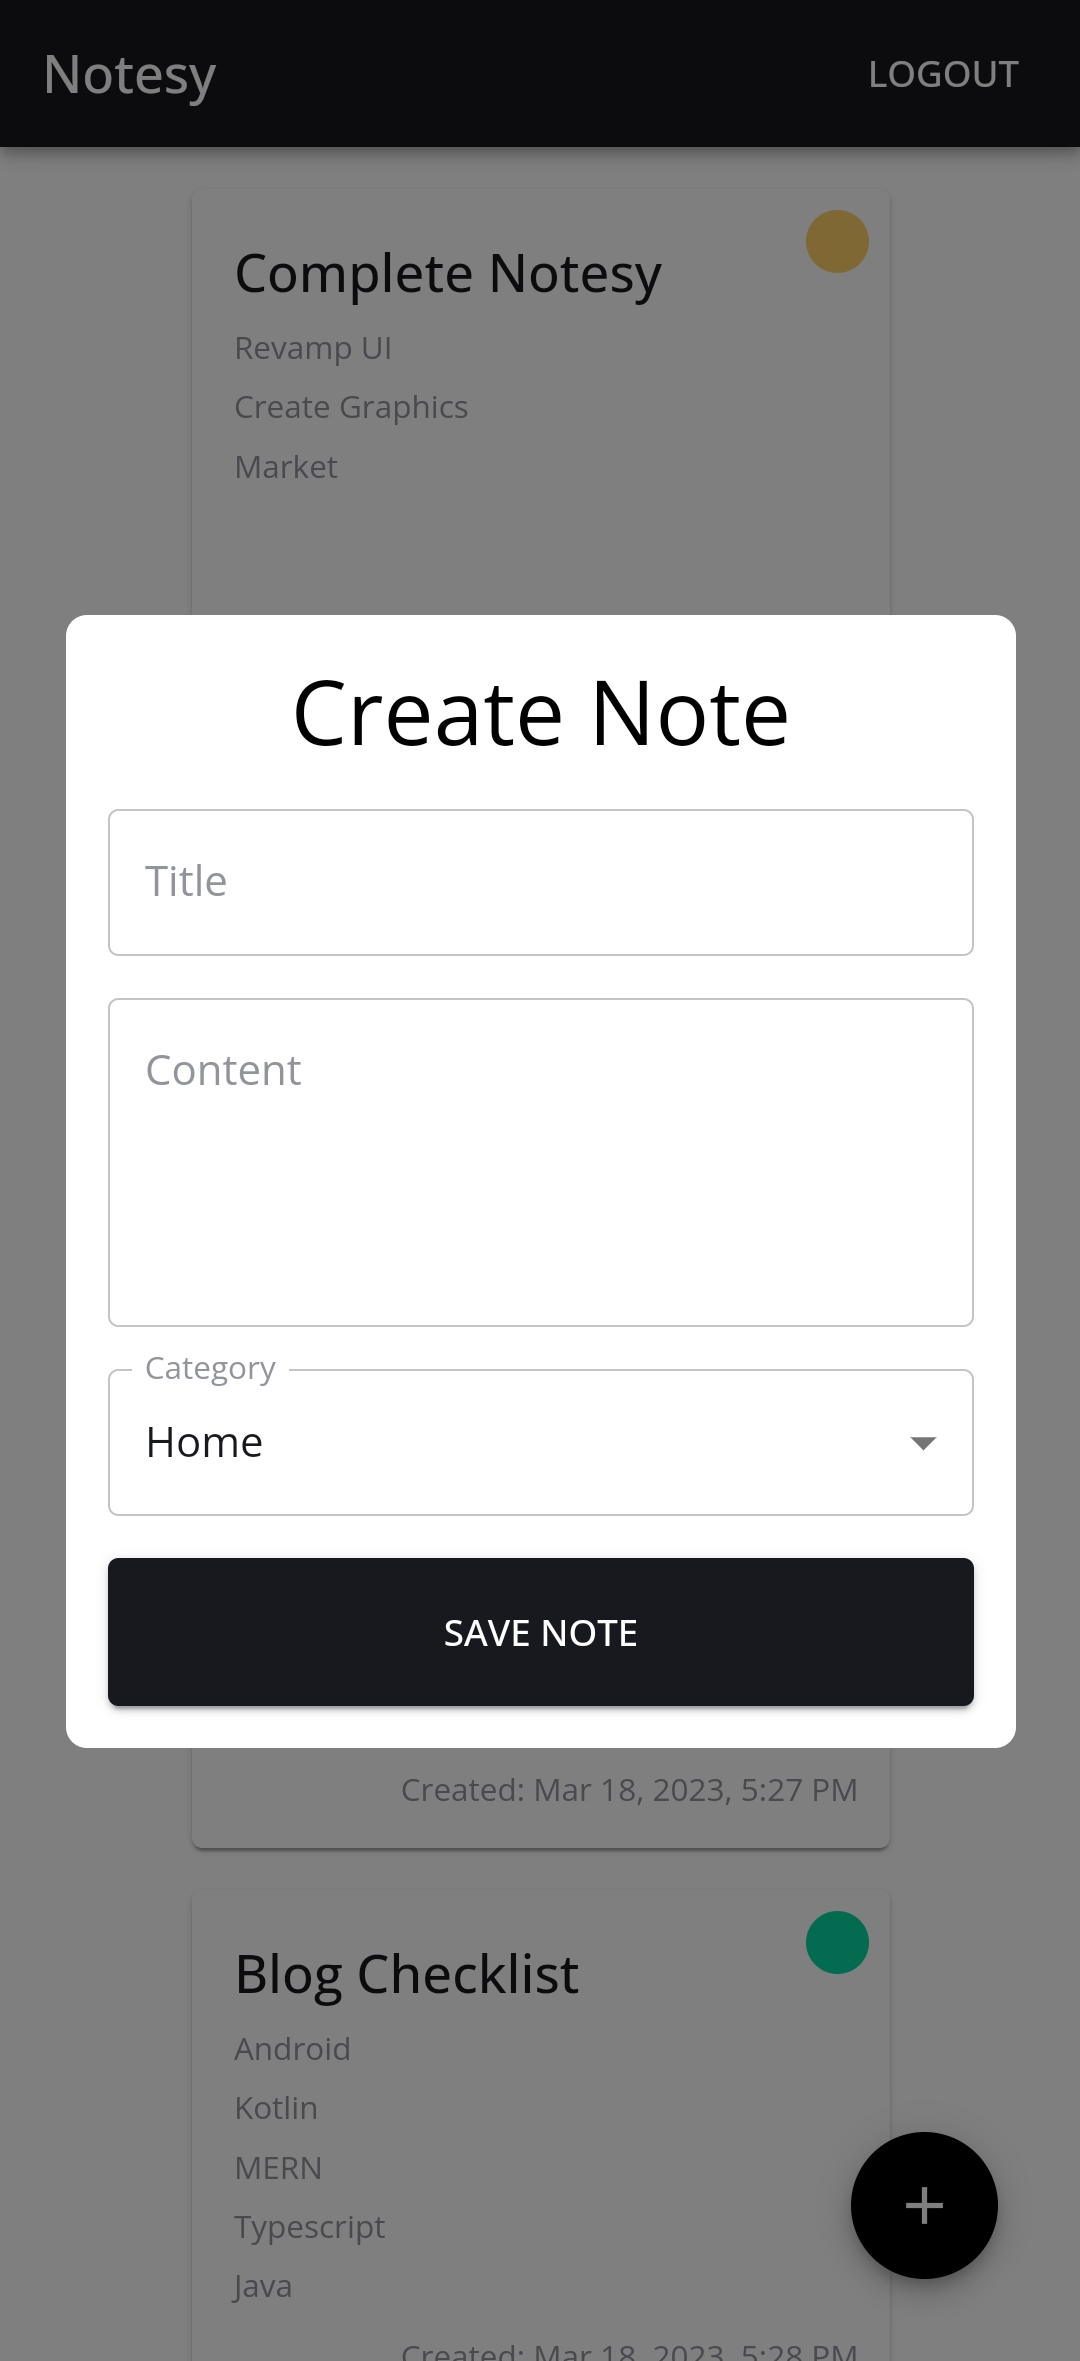 Notesy
LOGOUT
Complete Notesy
Revamp UI
Create Graphics
Market
Create Note
Title
Content
Category
Home
SAVE NOTE
Created: Mar 18, 2023, 5:27 PM
Blog Checklist
Android
Kotlin
MERN
Typescript
Java
Created: Mar 18, 2023, 5:28 PM